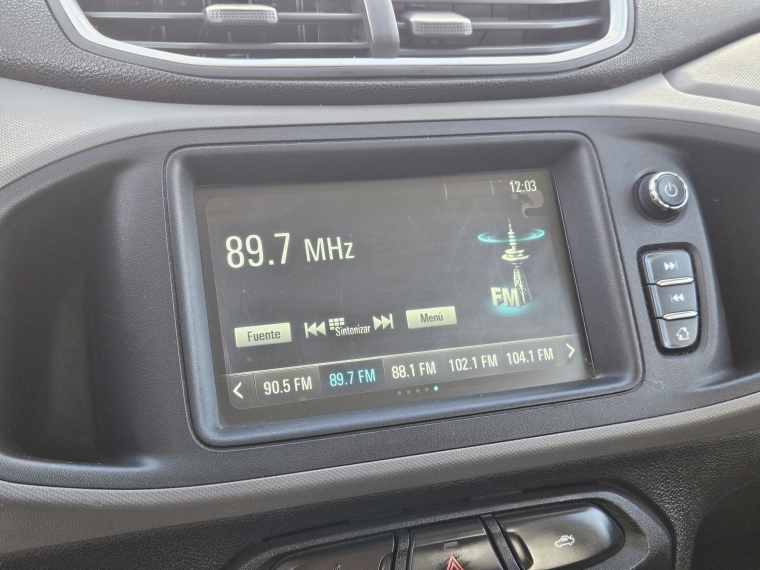 12:03
89.7 MHz
FM
Fuente
Sintonizar
Menú
90.5 FM
89.7 FM
88.1 FM
102.1 FM
104.1 FM